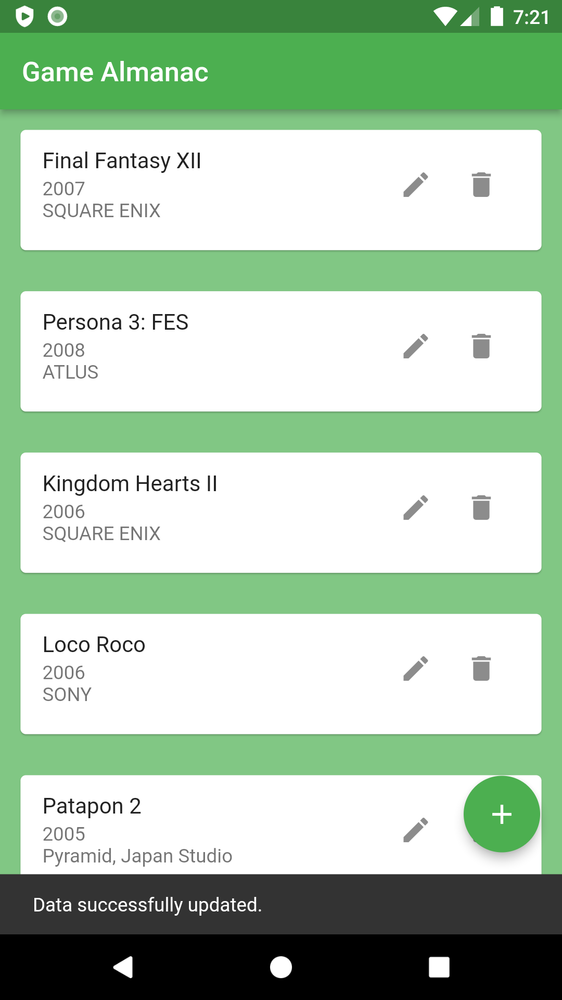 7:21
Game Almanac
Final Fantasy XII
2007
SQUARE ENIX
Persona 3: FES
2008
ATLUS
Kingdom Hearts II
2006
SQUARE ENIX
Loco Roco
2006
SONY
Patapon 2
2005
Pyramid, Japan Studio
Data successfully updated.